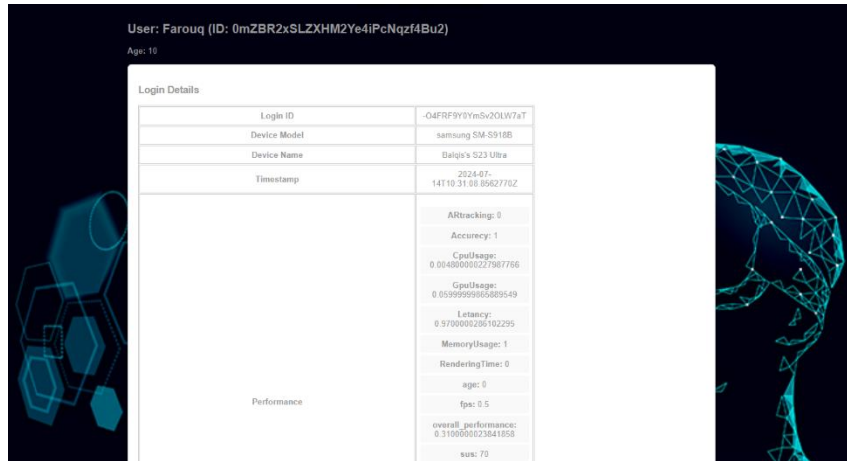 User: Farouq (ID: 0mZBR2xSLZXHM2Ye4iPcNqzf4Bu2)
Age: 10
Login Details
Login ID
-O4FRF9Y0YmSv2OLW7aT
Device Model
samsung SM-S918B
Device Name
Balqis's S23 Ultra
Timestamp
2024-07-
14T10:31:08.8562770Z
Performance
ARtracking: 0
Accurecy: 1
CpuUsage:
0.004800000227987766
GpuUsage:
0.05999999865889549
Letancy:
0.9700000286102295
MemoryUsage: 1
RenderingTime: 0
age: 0
fps: 0.5
overall_performance:
0.3100000023841858
sus: 70